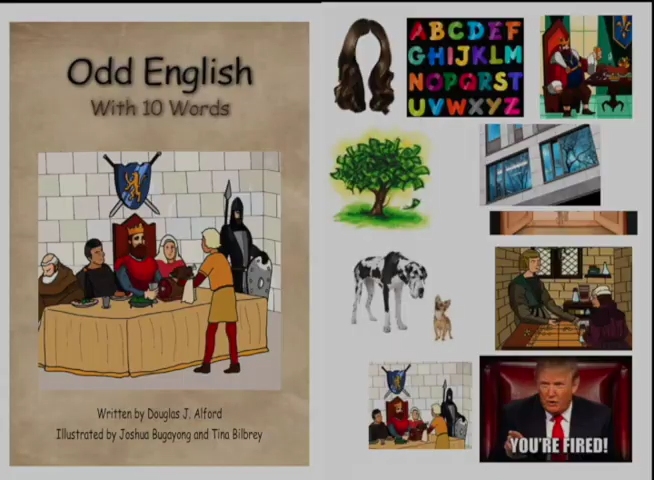 Odd English
With 10 Words
Written by Douglas J. Alford
Illustrated by Joshua Bugayong and Tina Bilbrey
ABCDEF
GHIJKLM
NOPQRST
UVWXYZ
YOU'RE FIRED!